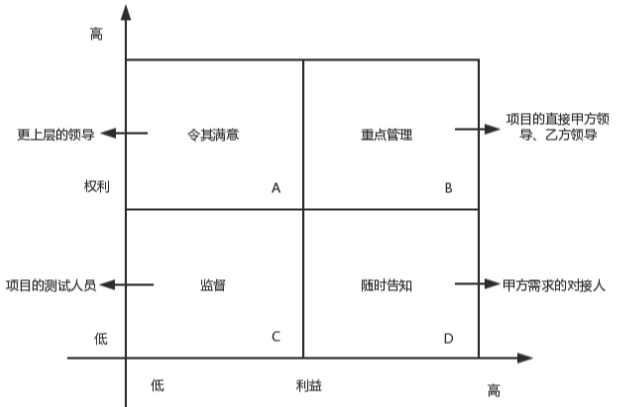 高
更上层的领导
令其满意
重点管理
项目的直接甲方领
导、乙方领导
权利
A
B
项目的测试人员
监督
随时告知
甲方需求的对接人
低
C
D
低
利益
高